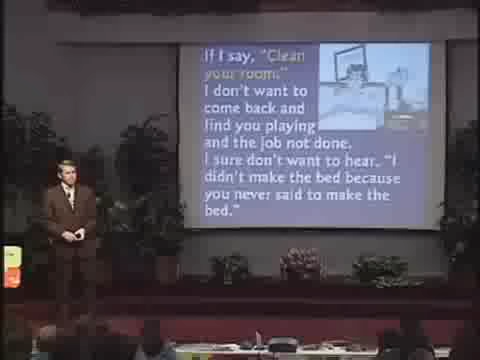 If I say, "Clean
your room."
I don't want to
come back and
find you playing
and the job not done.
I sure don't want to hear, "I
didn't make the bed because
you never said to make the
bed."